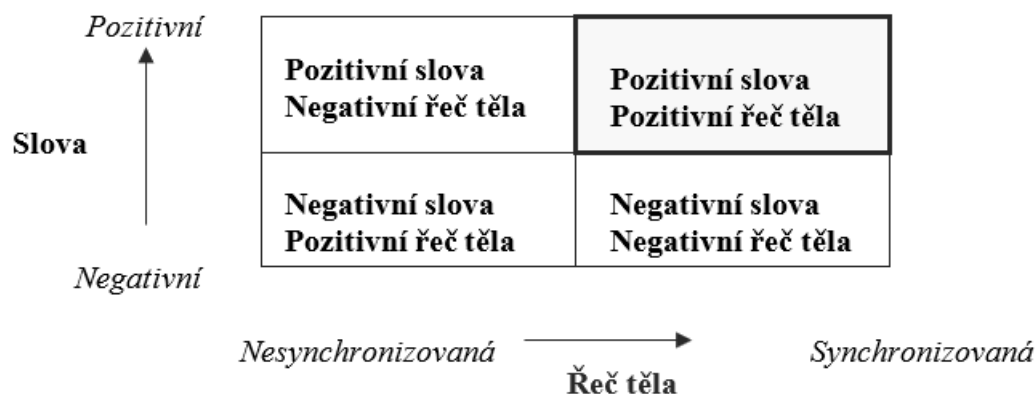 Pozitivní
Pozitivní slova
Negativní řeč těla
Pozitivní slova
Pozitivní řeč těla
Slova
Negativní slova
Pozitivní řeč těla
Negativní slova
Negativní řeč těla
Negativní
Nesynchronizovaná
Synchronizovaná
Řeč těla